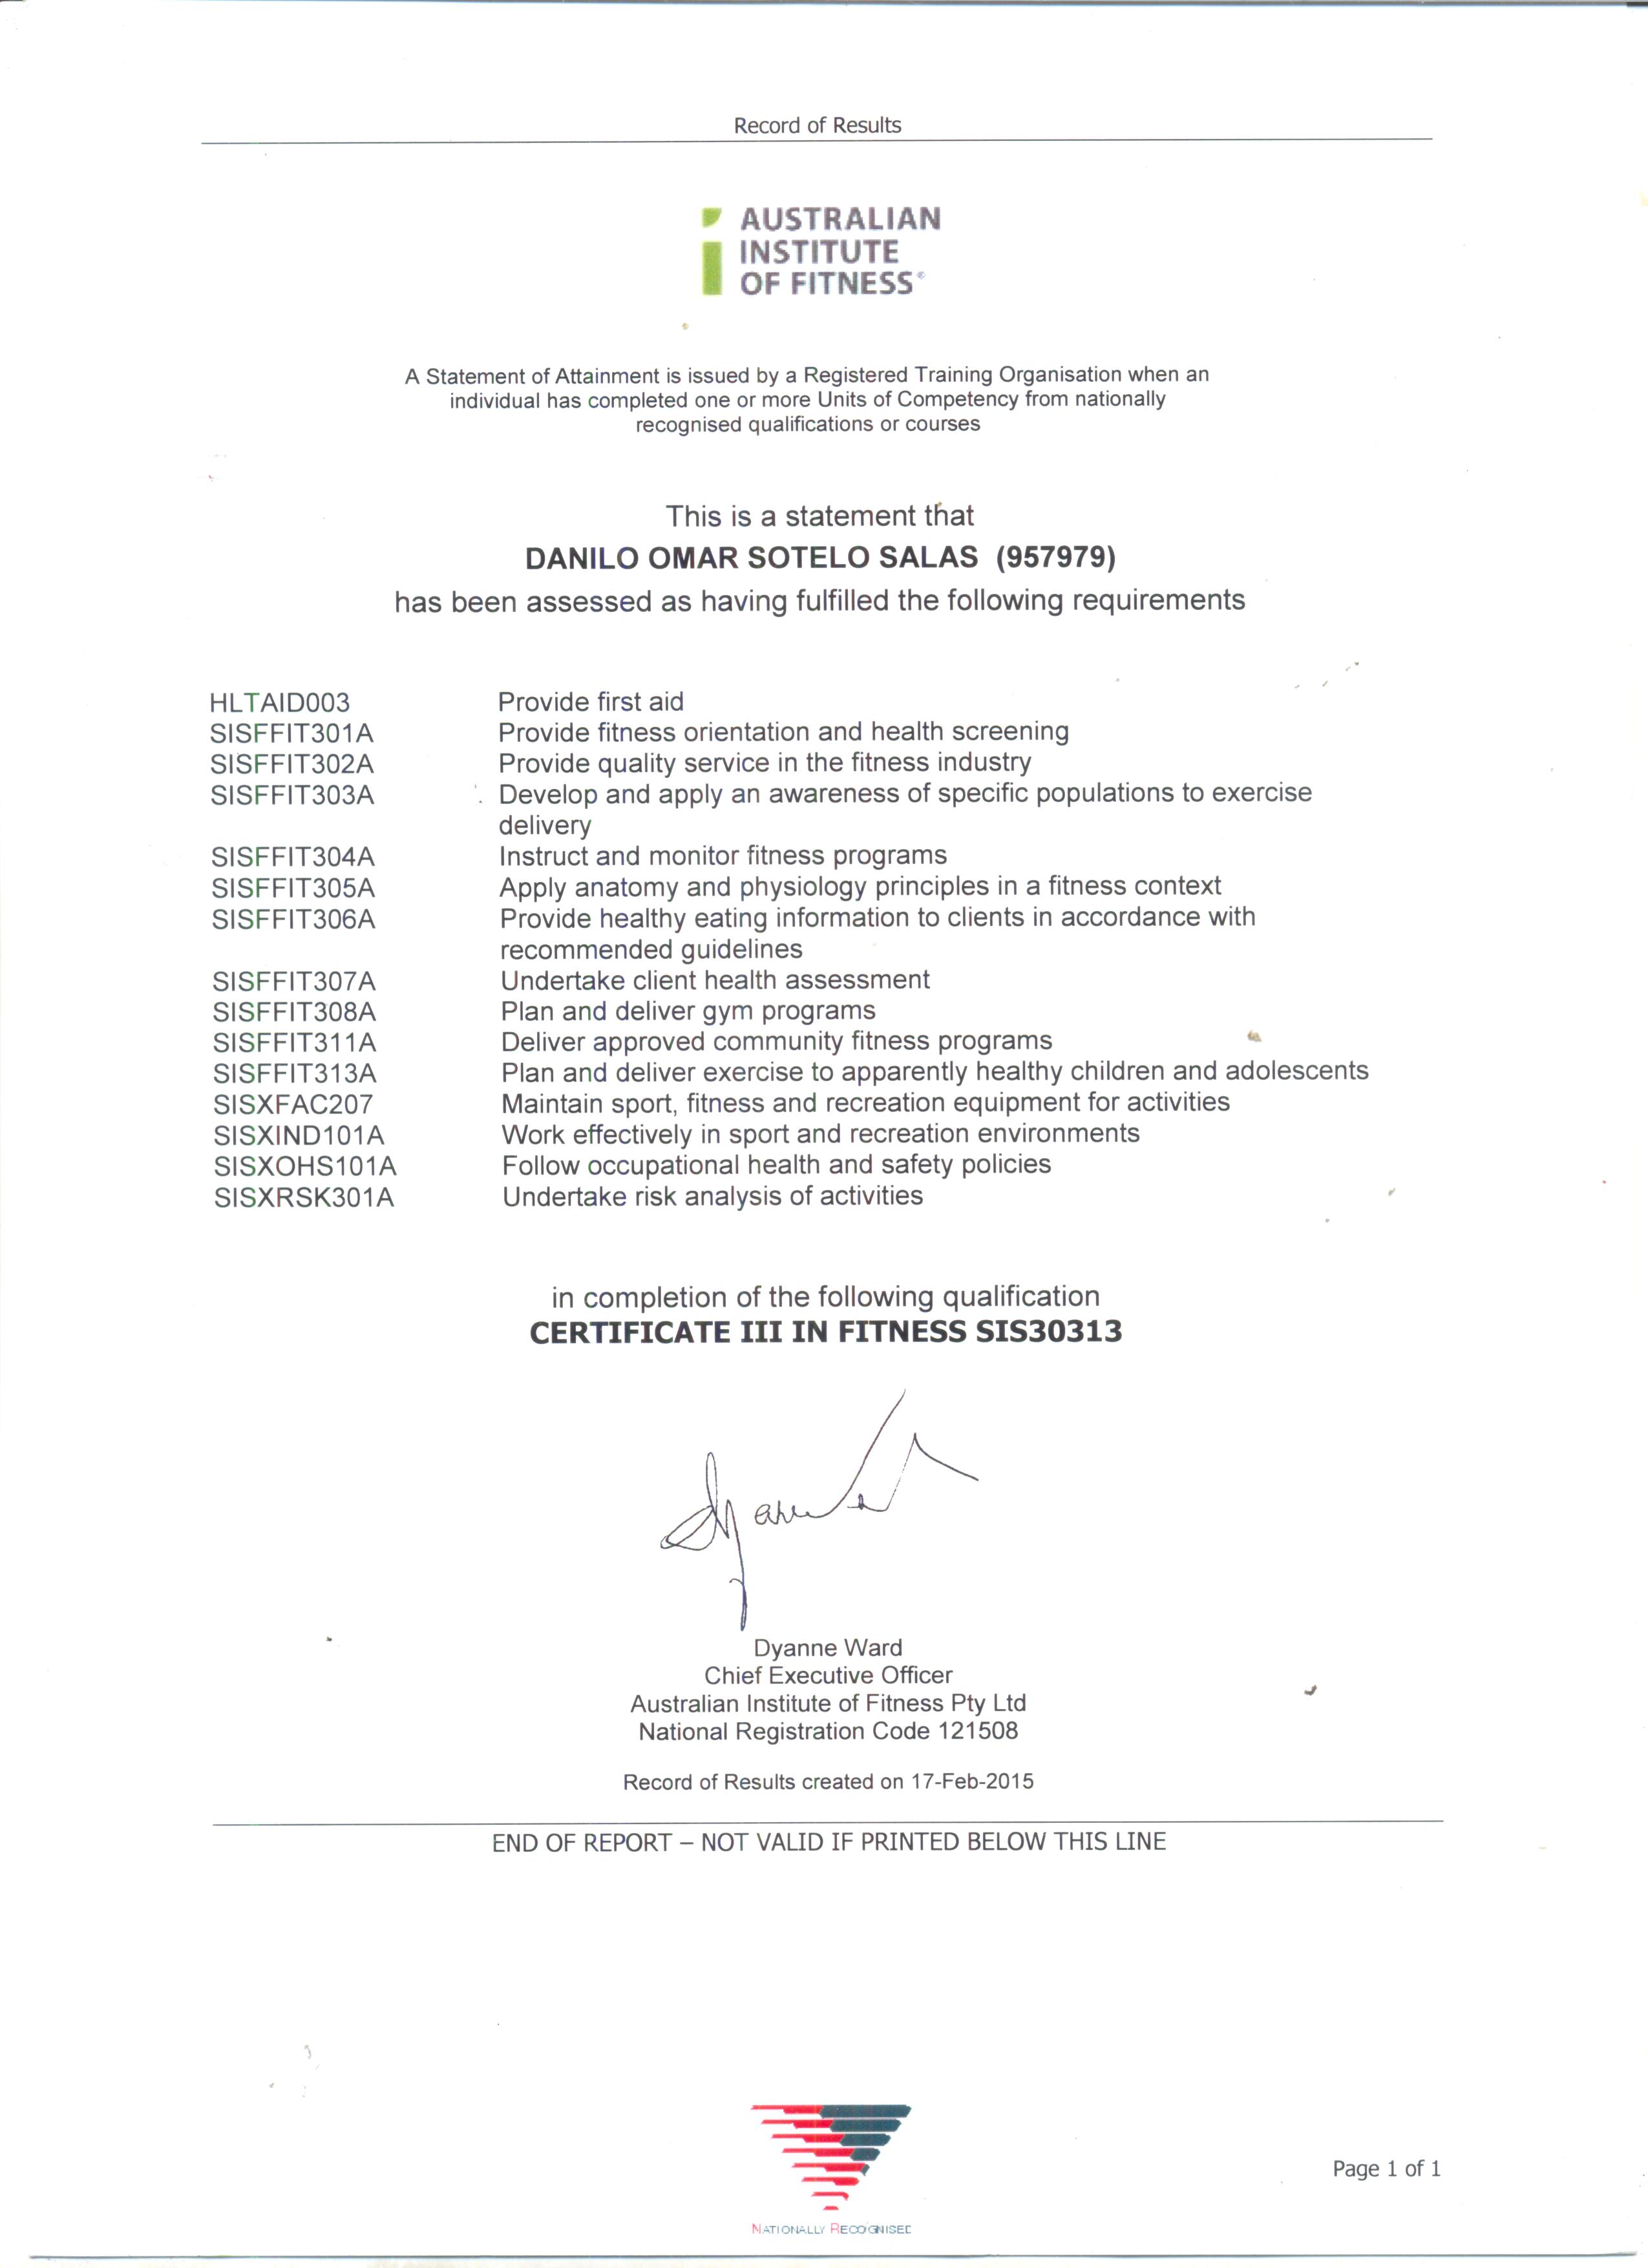 Record of Results
AUSTRALIAN
INSTITUTE
OF FITNESS®
A Statement of Attainment is issued by a Registered Training Organisation when an
individual has completed one or more Units of Competency from nationally
recognised qualifications or courses
This is a statement that
DANILO OMAR SOTELO SALAS (957979)
has been assessed as having fulfilled the following requirements
HLTAID003 Provide first aid
SISFFIT301A Provide fitness orientation and health screening
SISFFIT302A Provide quality service in the fitness industry
SISFFIT303A Develop and apply an awareness of specific populations to exercise
delivery
SISFFIT304A Instruct and monitor fitness programs
SISFFIT305A Apply anatomy and physiology principles in a fitness context
SISFFIT306A Provide healthy eating information to clients in accordance with
recommended guidelines
SISFFIT307A Undertake client health assessment
SISFFIT308A Plan and deliver gym programs
SISFFIT311A Deliver approved community fitness programs
SISFFIT313A Plan and deliver exercise to apparently healthy children and adolescents
SISXFAC207 Maintain sport, fitness and recreation equipment for activities
SISXIND101A Work effectively in sport and recreation environments
SISXOHS101A Follow occupational health and safety policies
SISXRSK301A Undertake risk analysis of activities
in completion of the following qualification
CERTIFICATE III IN FITNESS SIS30313
Dyanne Ward
Chief Executive Officer
Australian Institute of Fitness Pty Ltd
National Registration Code 121508
Record of Results created on 17-Feb-2015
END OF REPORT – NOT VALID IF PRINTED BELOW THIS LINE
NATIONALLY RECOGNISED
Page 1 of 1